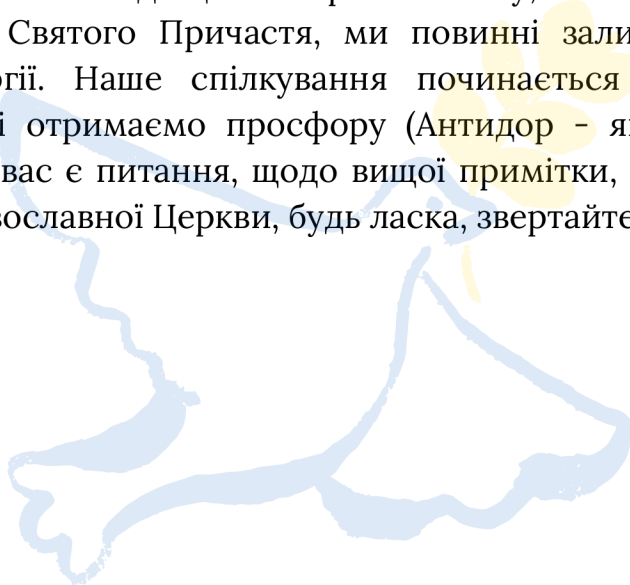 Святого Причастя, ми повинні зали
гії. Наше спілкування починається
і отримаємо просфору (Антидор - я
вас є питання, щодо вищої примітки,
вославної Церкви, будь ласка, звертайте